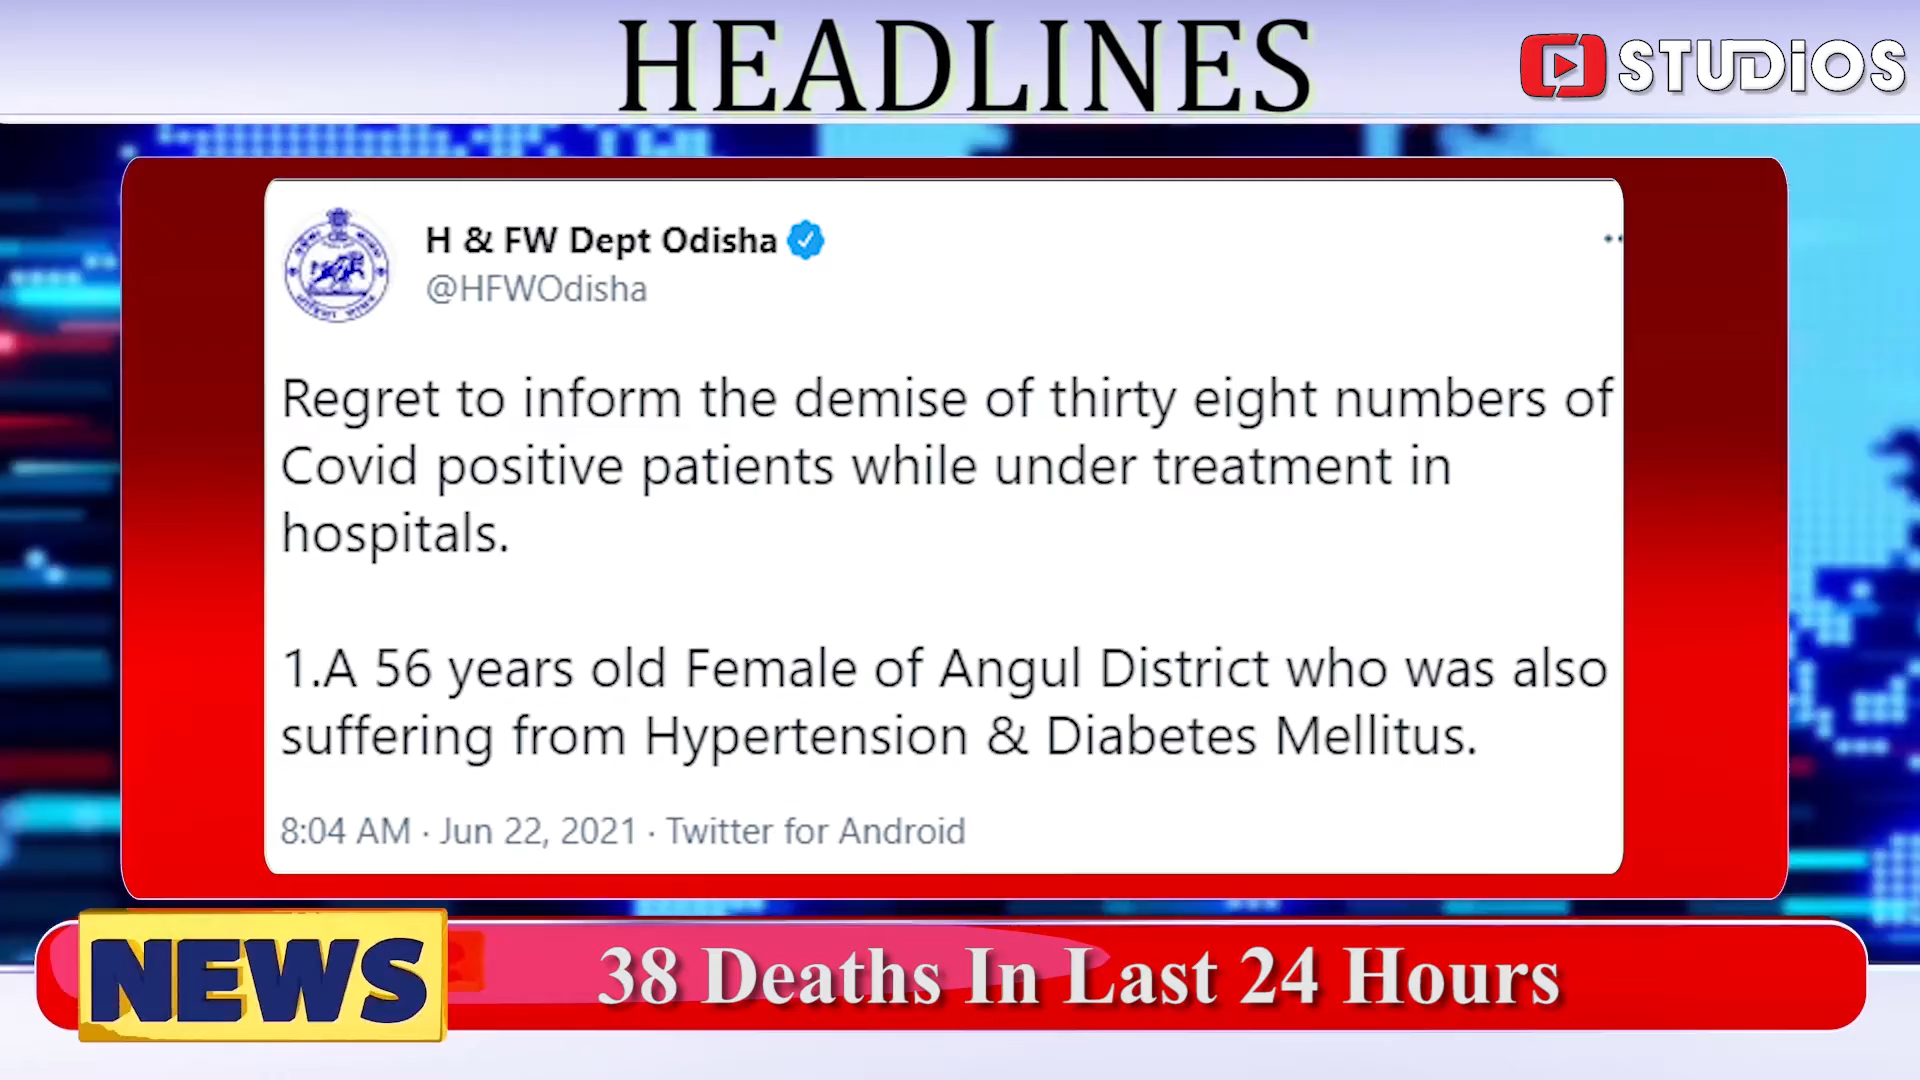 HEADLINES
STUDiOS
H & FW Dept Odisha
@HFWOdisha
Regret to inform the demise of thirty eight numbers of
Covid positive patients while under treatment in
hospitals.
1.A 56 years old Female of Angul District who was also
suffering from Hypertension & Diabetes Mellitus.
8:04 AM · Jun 22, 2021 · Twitter for Android
NEWS
38 Deaths In Last 24 Hours